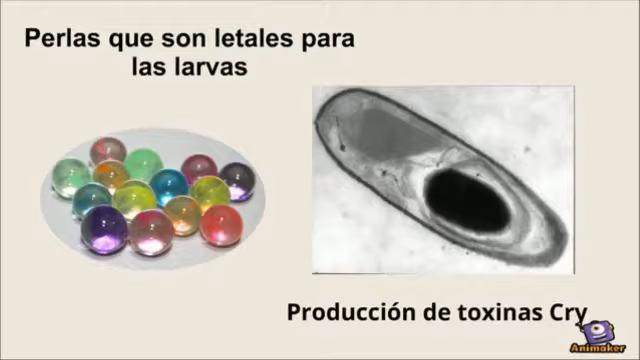 Perlas que son letales para
las larvas
Producción de toxinas Cry
Animaker